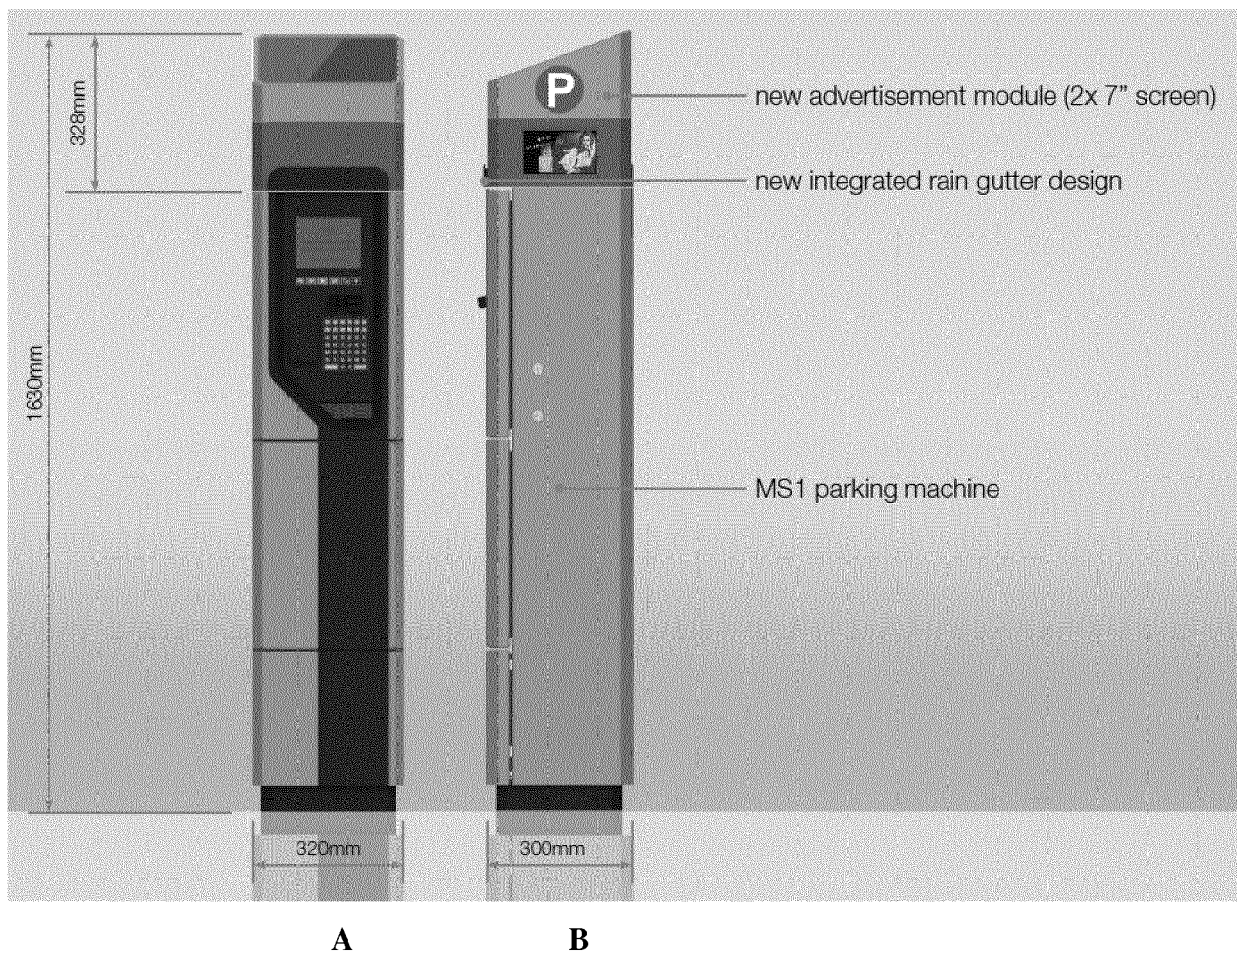 328mm
P
new advertisement module (2x 7” screen)
new integrated rain gutter design
1630mm
MS1 parking machine
320mm
300mm
A
B